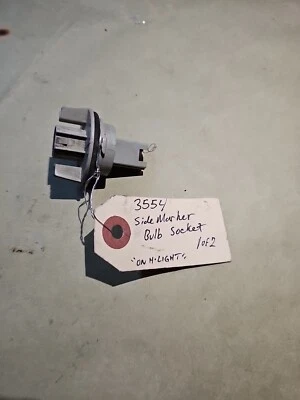 3554
Side Marker
Bulb Socket
1 of 2
"ON H-LIGHT"